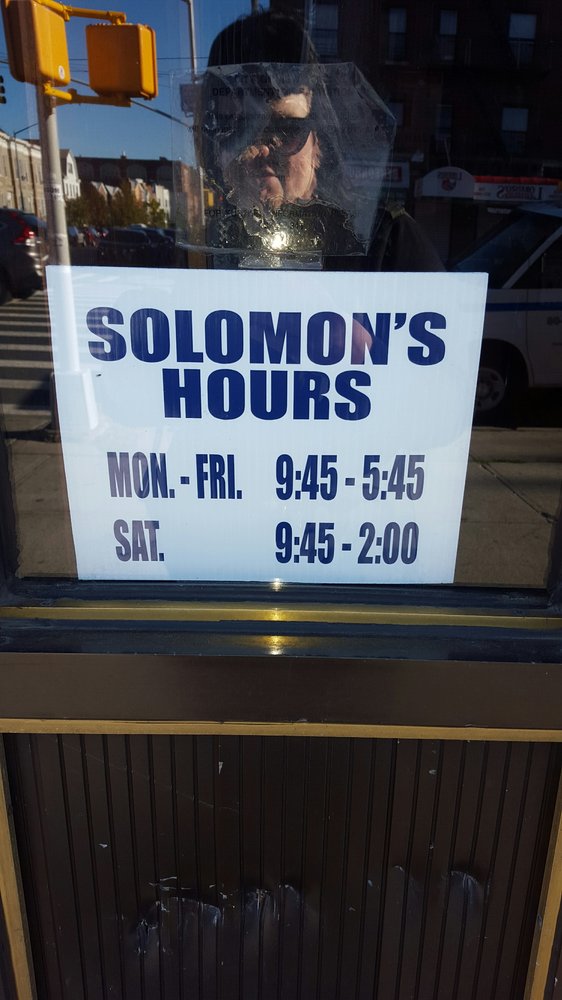 SOLOMON'S
HOURS
MON. - FRI. 9:45 - 5:45
SAT. 9:45 - 2:00